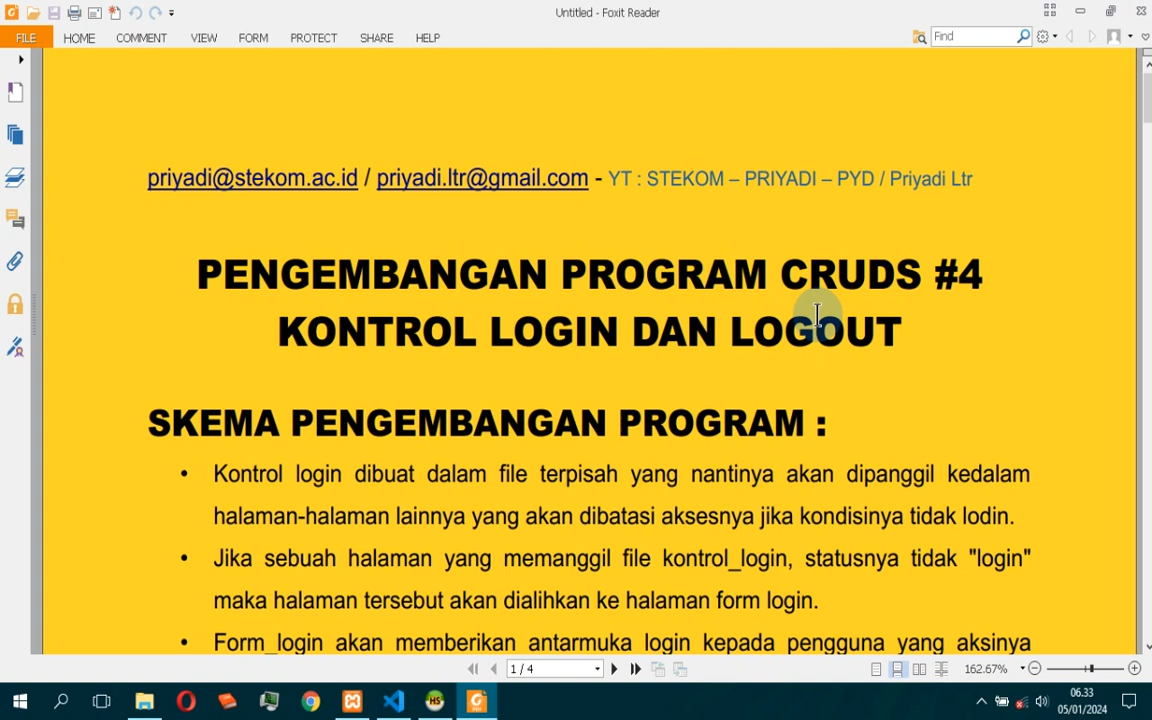 Untitled - Foxit Reader
FILE HOME COMMENT VIEW FORM PROTECT SHARE HELP Find
priyadi@stekom.ac.id / priyadi.ltr@gmail.com - YT : STEKOM – PRIYADI – PYD / Priyadi Ltr
PENGEMBANGAN PROGRAM CRUDS #4
KONTROL LOGIN DAN LOGOUT
SKEMA PENGEMBANGAN PROGRAM :
• Kontrol login dibuat dalam file terpisah yang nantinya akan dipanggil kedalam
halaman-halaman lainnya yang akan dibatasi aksesnya jika kondisinya tidak lodin.
• Jika sebuah halaman yang memanggil file kontrol_login, statusnya tidak "login"
maka halaman tersebut akan dialihkan ke halaman form login.
• Form_login akan memberikan antarmuka login kepada pengguna yang aksinya
1 / 4 162.67%
06.33
05/01/2024